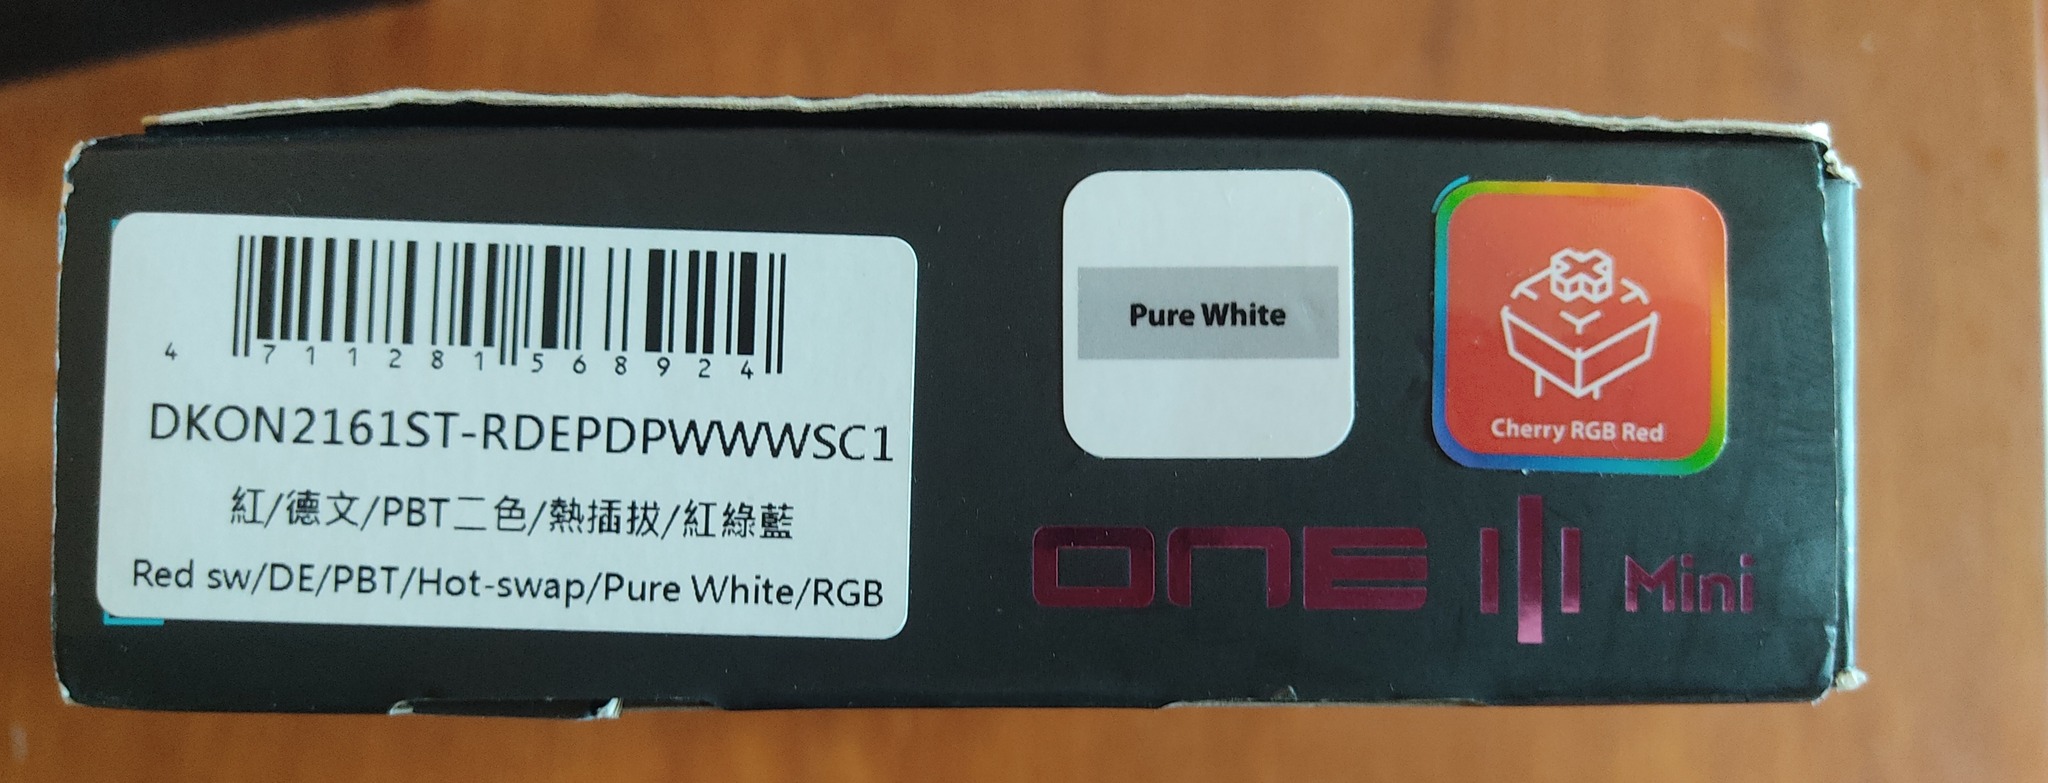 4 711281 568924
DKON2161ST-RDEPDPWWWSC1
紅/德文/PBT二色/熱插拔/紅綠藍
Red sw/DE/PBT/Hot-swap/Pure White/RGB
Pure White
Cherry RGB Red
ONE III Mini